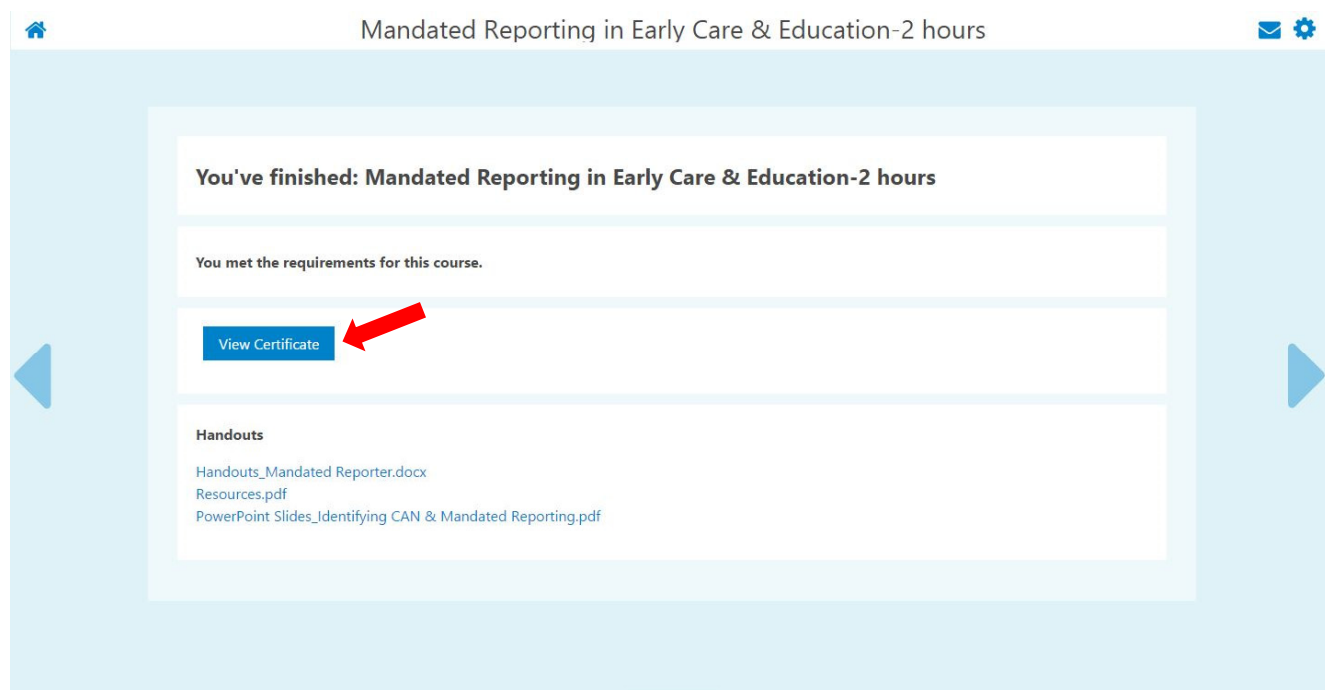 Mandated Reporting in Early Care & Education-2 hours
You've finished: Mandated Reporting in Early Care & Education-2 hours
You met the requirements for this course.
View Certificate
Handouts
Handouts_Mandated Reporter.docx
Resources.pdf
PowerPoint Slides_Identifying CAN & Mandated Reporting.pdf